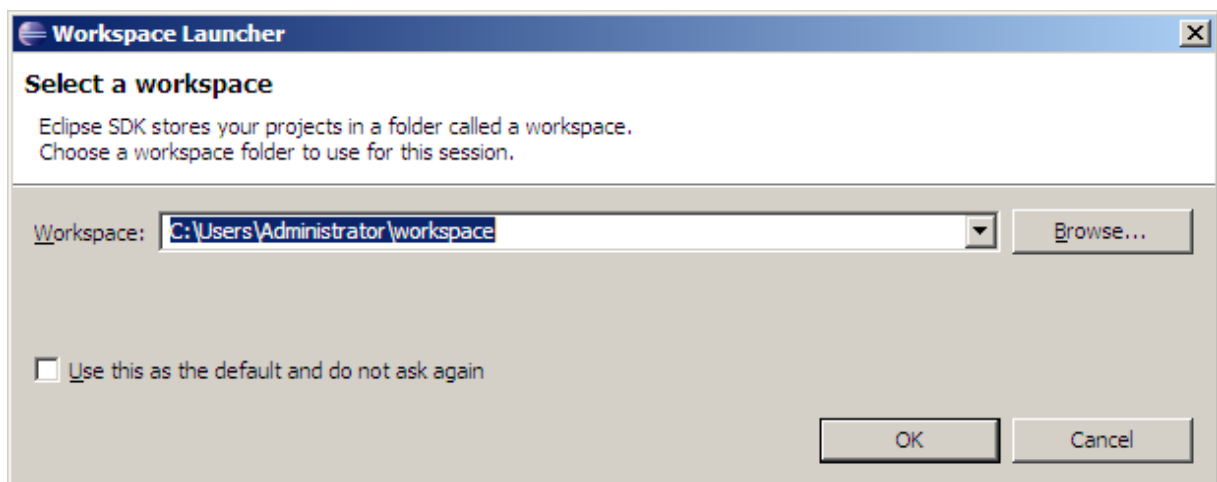 Workspace Launcher
Select a workspace
Eclipse SDK stores your projects in a folder called a workspace.
Choose a workspace folder to use for this session.
Workspace: C:\Users\Administrator\workspace Browse...
Use this as the default and do not ask again
OK Cancel